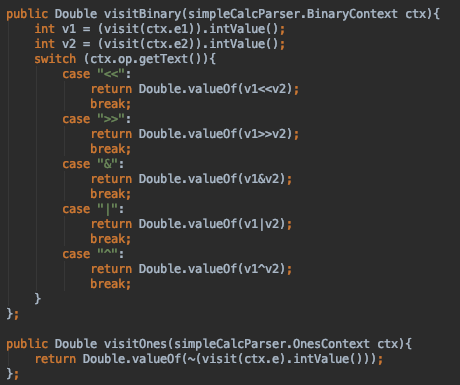 public Double visitBinary(simpleCalcParser.BinaryContext ctx){
    int v1 = (visit(ctx.e1)).intValue();
    int v2 = (visit(ctx.e2)).intValue();
    switch (ctx.op.getText()){
        case "<<":
            return Double.valueOf(v1<<v2);
            break;
        case ">>":
            return Double.valueOf(v1>>v2);
            break;
        case "&":
            return Double.valueOf(v1&v2);
            break;
        case "|":
            return Double.valueOf(v1|v2);
            break;
        case "^":
            return Double.valueOf(v1^v2);
            break;
    }
};
public Double visitOnes(simpleCalcParser.OnesContext ctx){
    return Double.valueOf(~(visit(ctx.e).intValue()));
};